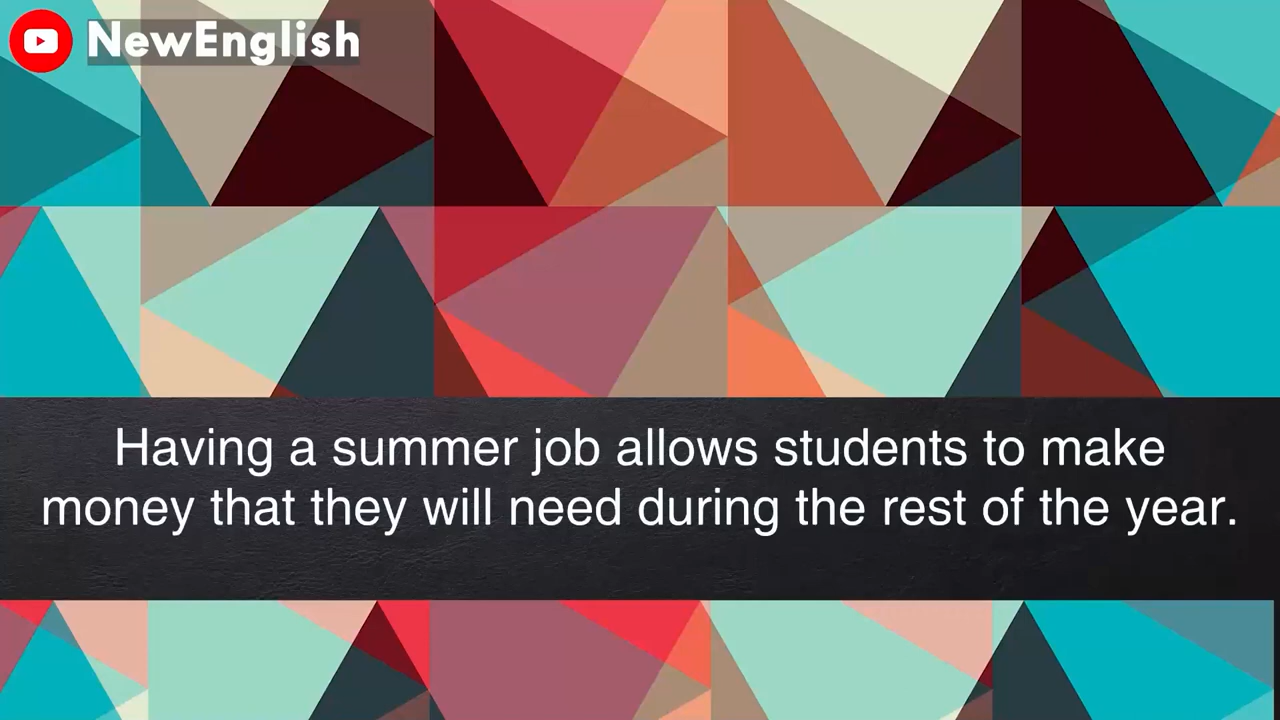 NewEnglish
Having a summer job allows students to make
money that they will need during the rest of the year.